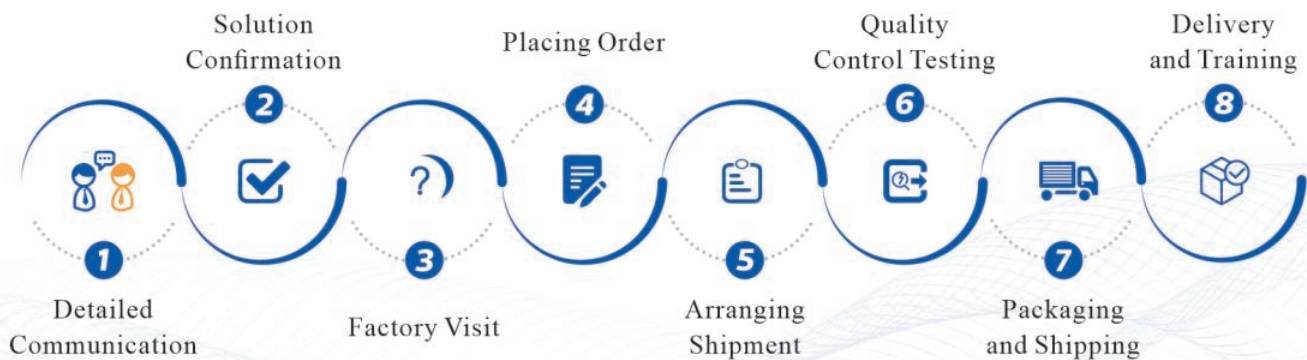 1
Detailed
Communication
Solution
Confirmation
2
?
3
Factory Visit
Placing Order
4
5
Arranging
Shipment
Quality
Control Testing
6
7
Packaging
and Shipping
Delivery
and Training
8